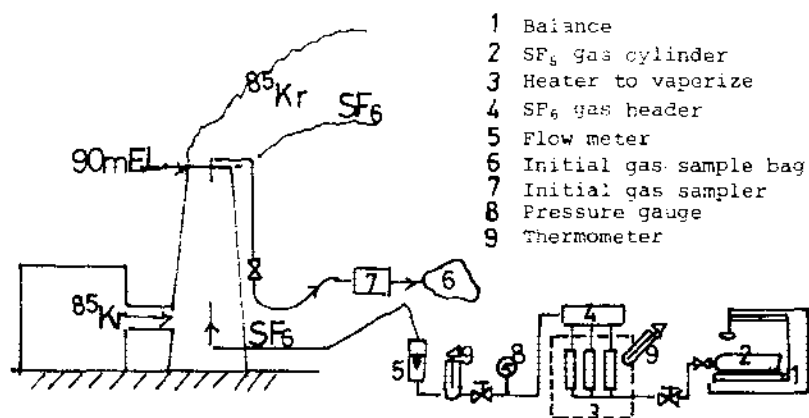 1 Balance
2 SF₆ gas cylinder
3 Heater to vaporize
4 SF₆ gas header
5 Flow meter
6 Initial gas sample bag
7 Initial gas sampler
8 Pressure gauge
9 Thermometer
⁸⁵Kr
SF₆
90mEL
⁸⁵Kr
SF₆
7
6
5
9
8
4
3
9
2
1